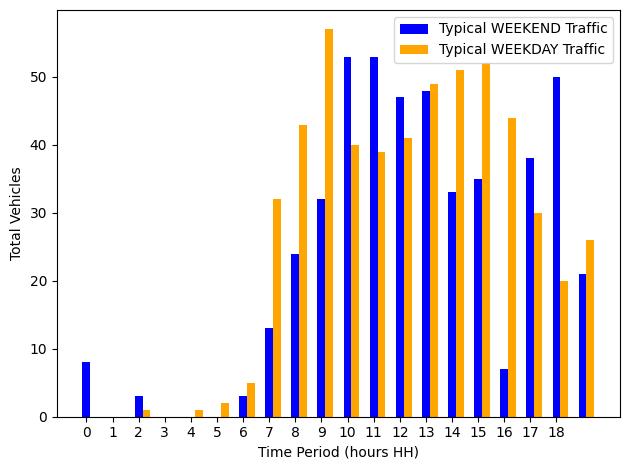 Typical WEEKEND Traffic
Typical WEEKDAY Traffic
50
40
30
20
10
0
Total Vehicles
0 1 2 3 4 5 6 7 8 9 10 11 12 13 14 15 16 17 18
Time Period (hours HH)